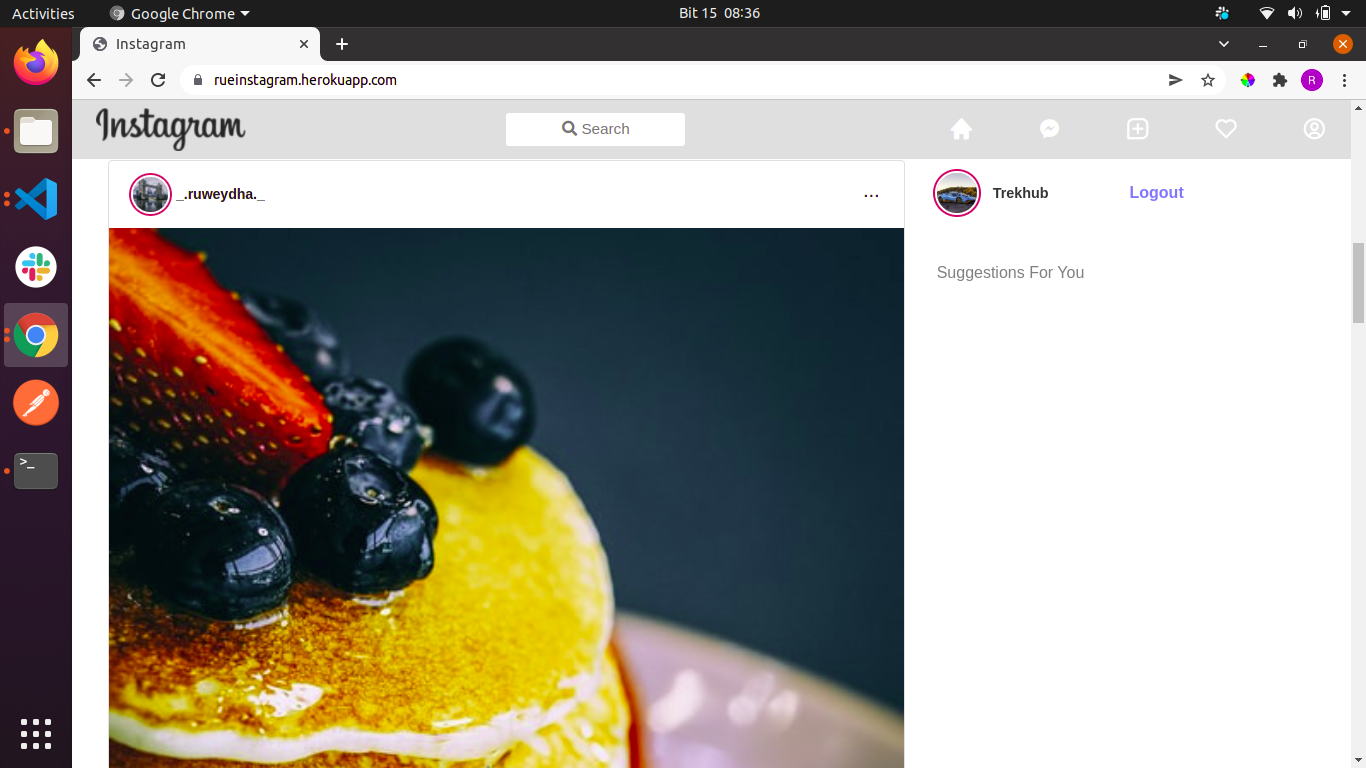 Activities
Google Chrome
Bit 15 08:36
Instagram
rueinstagram.herokuapp.com
R
Instagram
Search
_.ruweydha._
...
Trekhub
Logout
Suggestions For You
>_